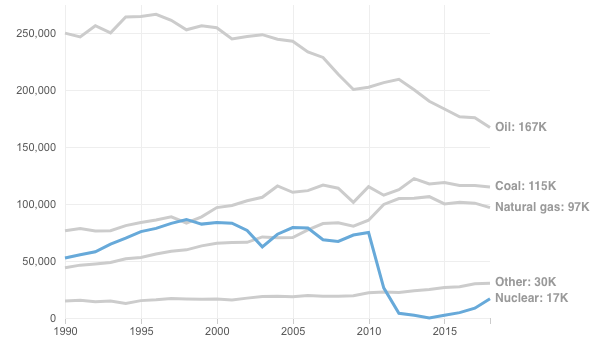 250,000
Oil: 167K
200,000
150,000
Coal: 115K
100,000
Natural gas: 97K
50,000
Other: 30K
Nuclear: 17K
0
1990 1995 2000 2005 2010 2015